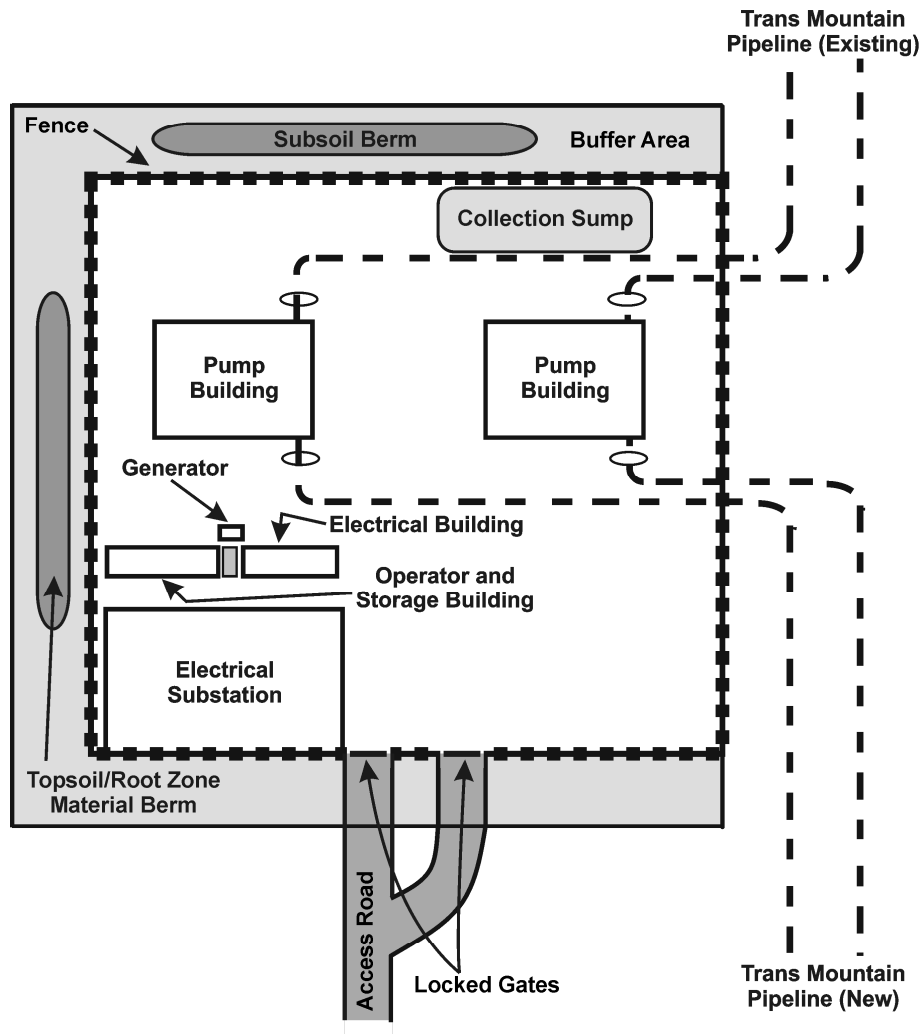 Trans Mountain
Pipeline (Existing)
Fence
Subsoil Berm
Buffer Area
Collection Sump
Pump
Building
Pump
Building
Generator
Electrical Building
Operator and
Storage Building
Electrical
Substation
Topsoil/Root Zone
Material Berm
Access Road
Locked Gates
Trans Mountain
Pipeline (New)